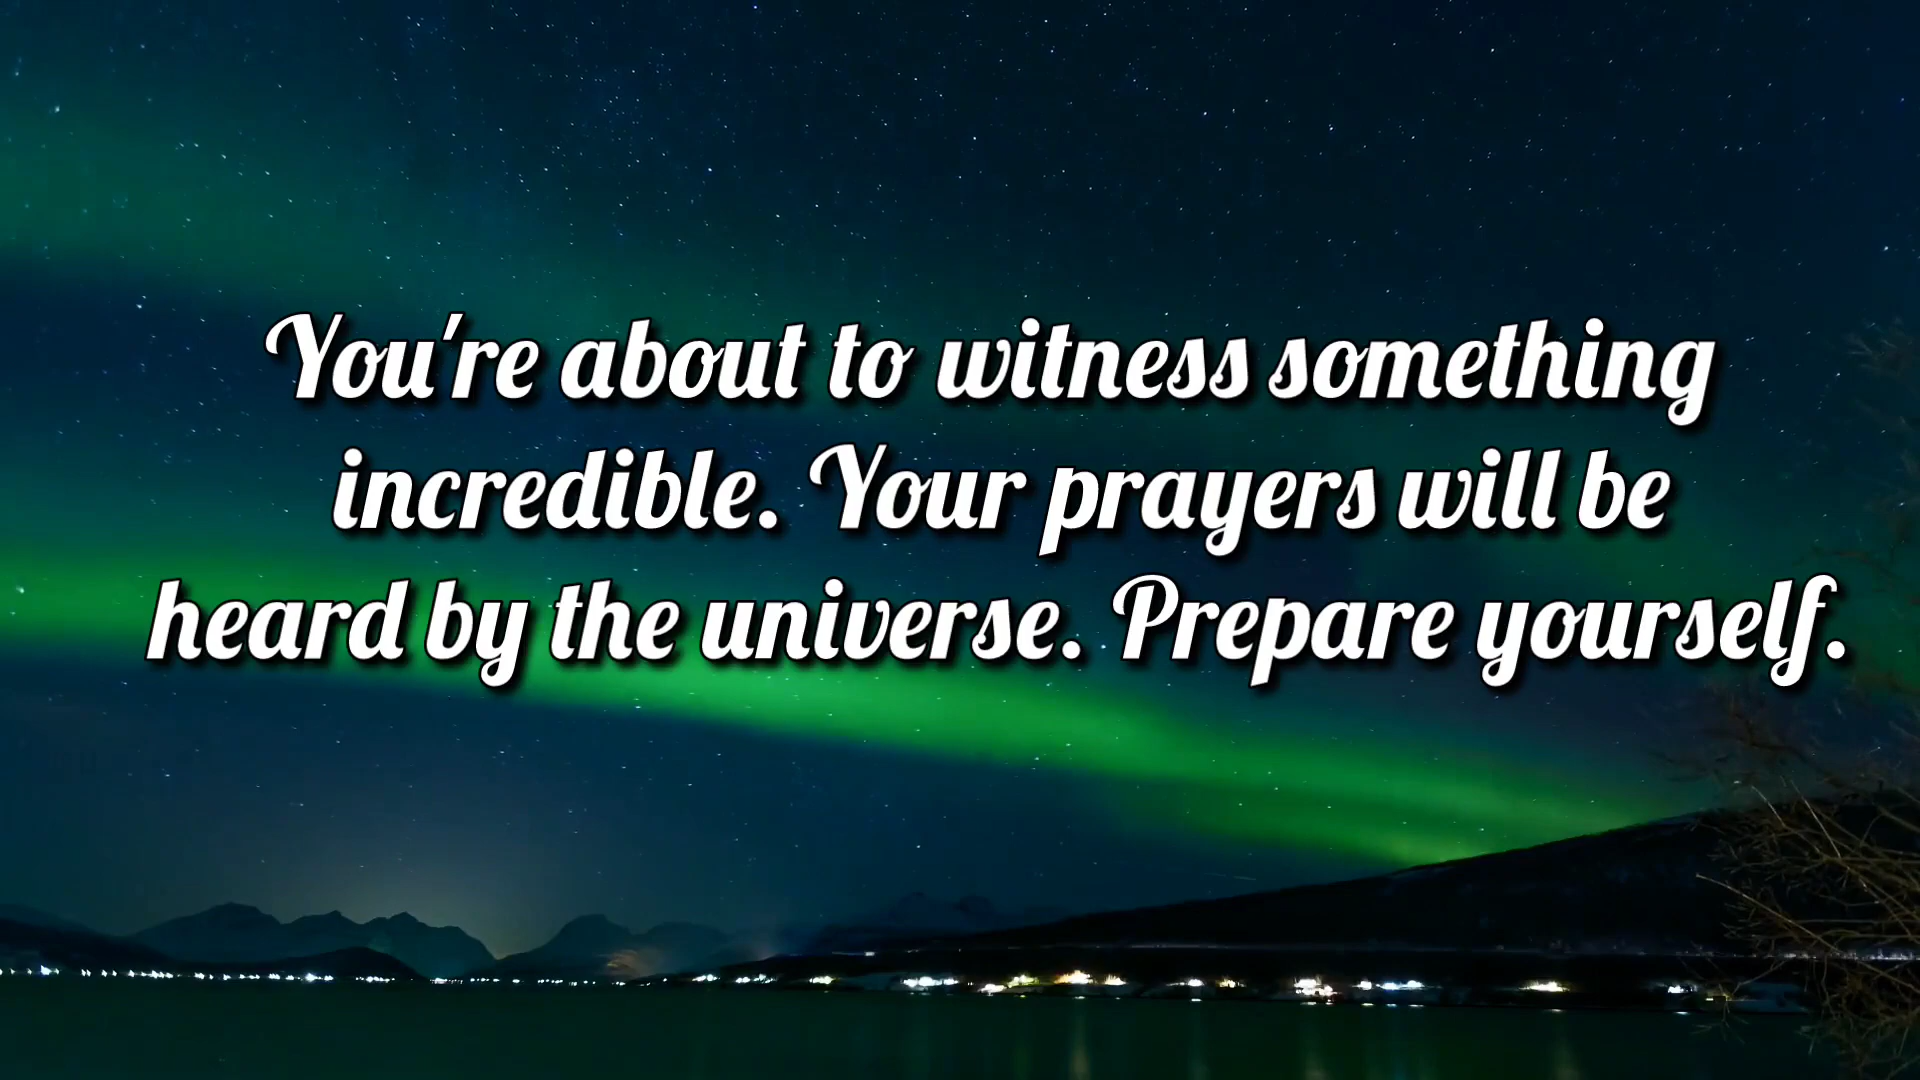 You're about to witness something
incredible. Your prayers will be
heard by the universe. Prepare yourself.